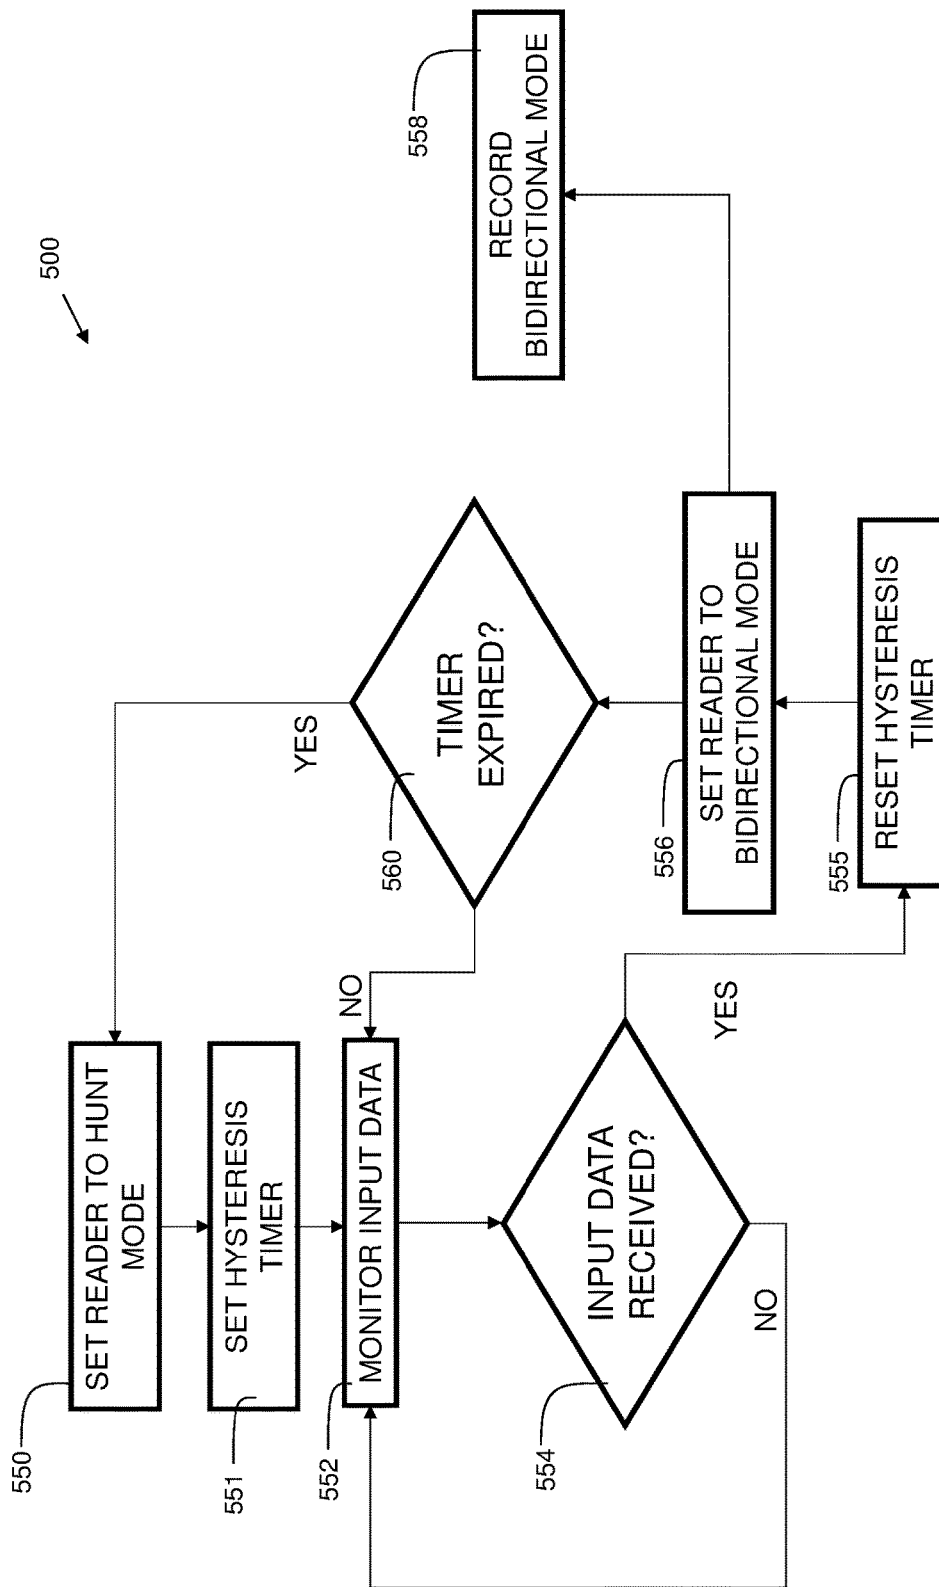 500
550
SET READER TO HUNT
MODE
551
SET HYSTERESIS
TIMER
552
MONITOR INPUT DATA
554
INPUT DATA
RECEIVED?
NO
YES
555
RESET HYSTERESIS
TIMER
556
SET READER TO
BIDIRECTIONAL MODE
560
TIMER
EXPIRED?
YES
NO
558
RECORD
BIDIRECTIONAL MODE